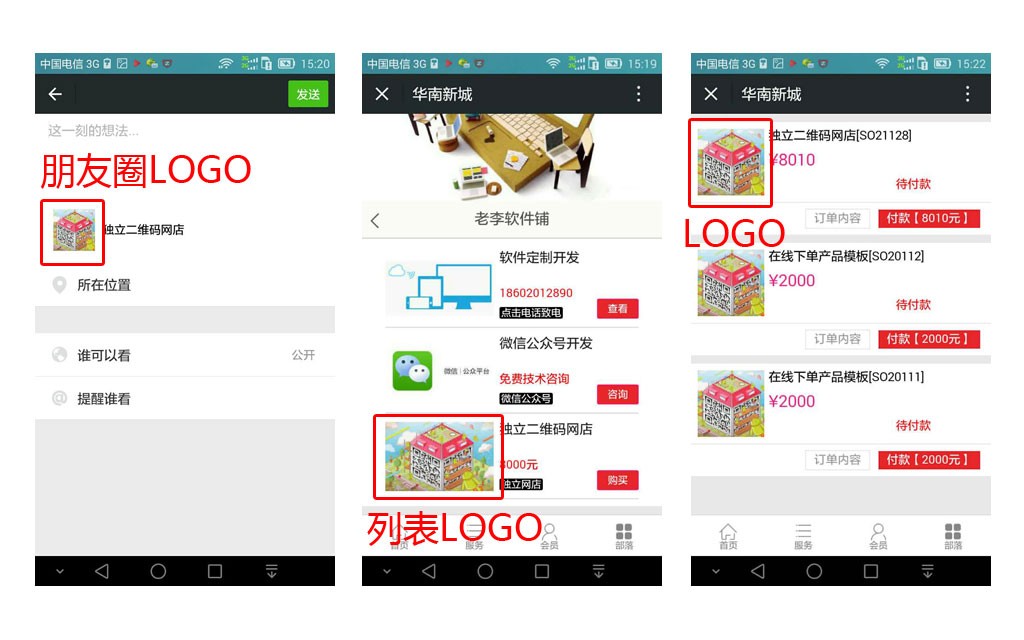 中国电信 3G
15:20
发送
这一刻的想法...
朋友圈LOGO
独立二维码网店
所在位置
谁可以看
公开
提醒谁看
中国电信 3G
15:19
华南新城
老李软件铺
软件定制开发
18602012890
点击电话致电
查看
微信公众号开发
微信|公众平台
免费技术咨询
微信公众号
咨询
独立二维码网店
8000元
独立网店
购买
列表LOGO
首页
服务
会员
部落
中国电信 3G
15:22
华南新城
独立二维码网店[SO21128]
¥8010
待付款
订单内容
付款【8010元】
LOGO
在线下单产品模板[SO20112]
¥2000
待付款
订单内容
付款【2000元】
在线下单产品模板[SO20111]
¥2000
待付款
订单内容
付款【2000元】
首页
服务
会员
部落